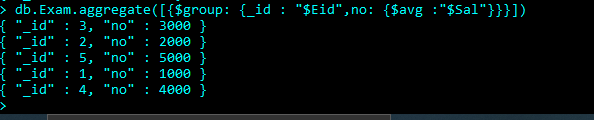 > db.Exam.aggregate([{$group: {_id : "$Eid",no: {$avg :"$Sal"}}}])
{ "_id" : 3, "no" : 3000 }
{ "_id" : 2, "no" : 2000 }
{ "_id" : 5, "no" : 5000 }
{ "_id" : 1, "no" : 1000 }
{ "_id" : 4, "no" : 4000 }
>